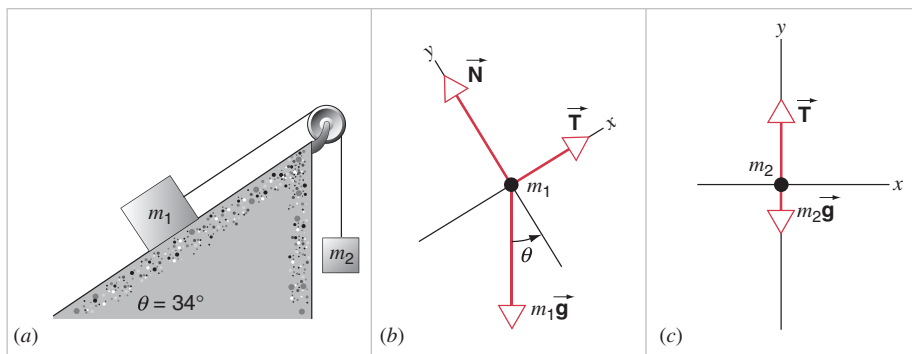 m₁
m₂
θ = 34°
(a)
y
N⃗
T⃗
x
m₁
θ
m₁g⃗
(b)
y
T⃗
m₂
x
m₂g⃗
(c)